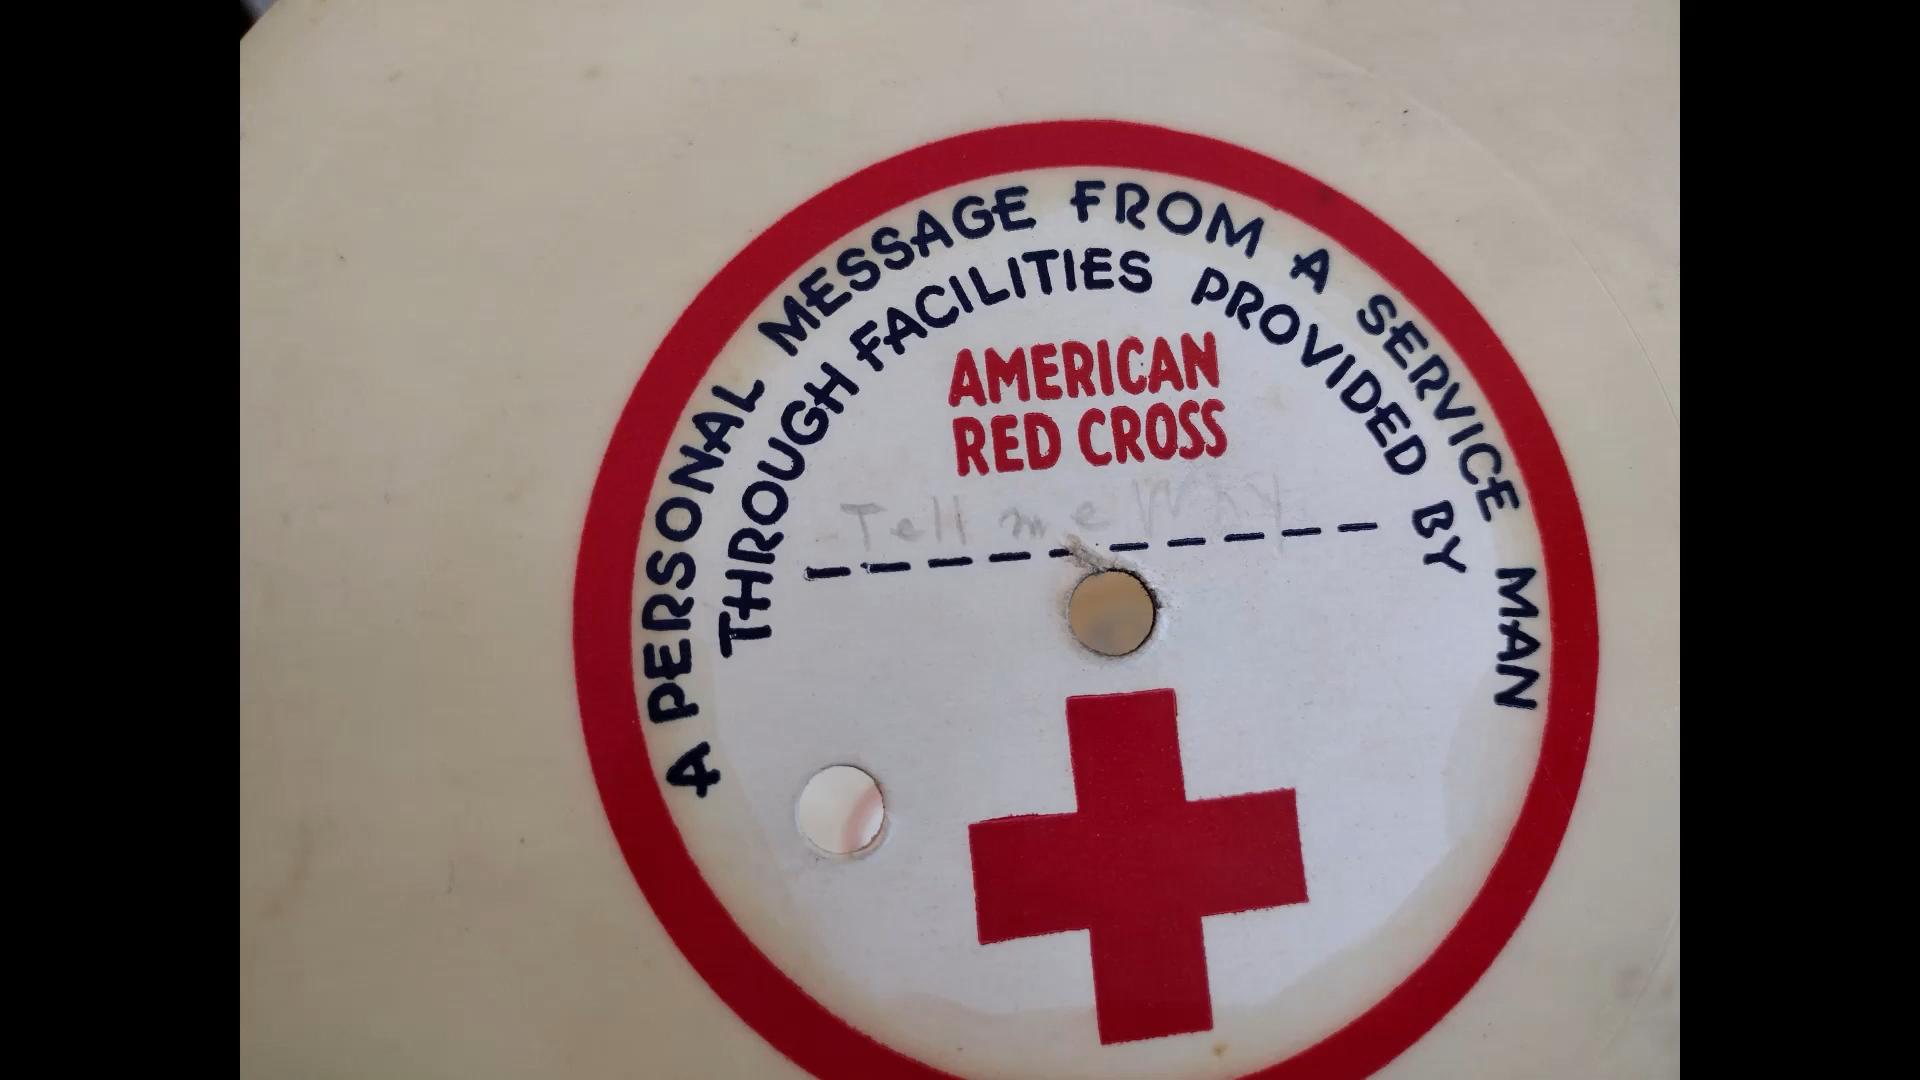 A PERSONAL MESSAGE FROM A SERVICE MAN
THROUGH FACILITIES PROVIDED BY
AMERICAN
RED CROSS
Tell me Why